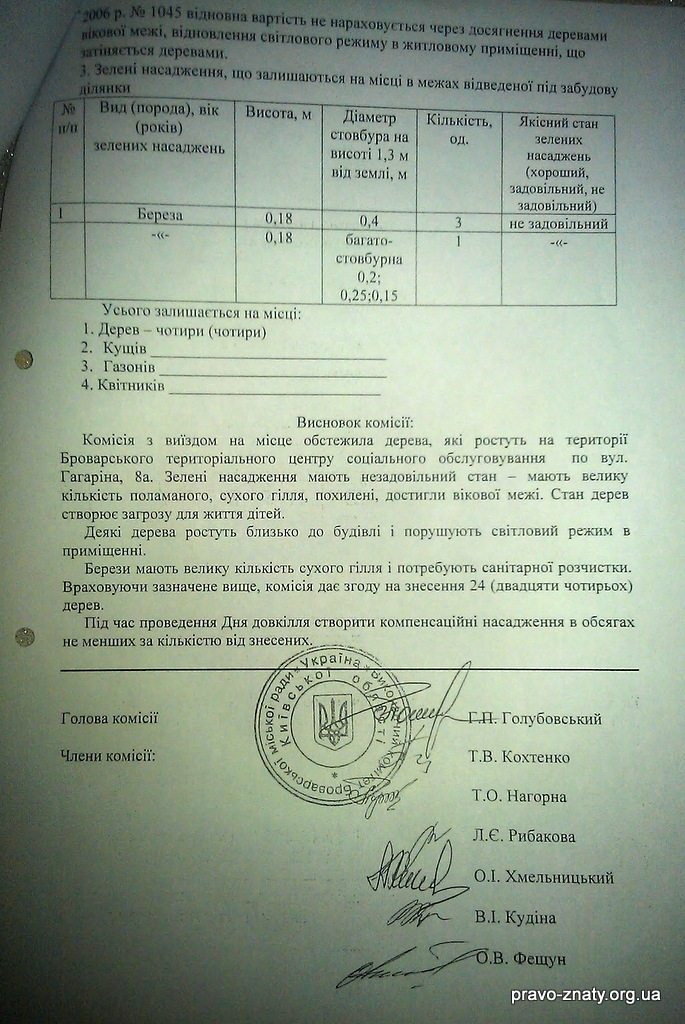 2006 р. № 1045 відновна вартість не нараховується через досягнення деревами
вікової межі, відновлення світлового режиму в житловому приміщенні, що
затіняється деревами.
3. Зелені насадження, що залишаються на місці в межах відведеної під забудову
ділянки
№ п/п Вид (порода), вік (років) зелених насаджень Висота, м Діаметр стовбура на висоті 1,3 м від землі, м Кількість, од. Якісний стан зелених насаджень (хороший, задовільний, не задовільний)
1 Береза 0,18 0,4 3 не задовільний
-«- 0,18 багато-стовбурна 0,2; 0,25;0,15 1 -«-
Усього залишається на місці:
1. Дерев – чотири (чотири)
2. Кущів
3. Газонів
4. Квітників
Висновок комісії:
Комісія з виїздом на місце обстежила дерева, які ростуть на території
Броварського територіального центру соціального обслуговування по вул.
Гагаріна, 8а. Зелені насадження мають незадовільний стан – мають велику
кількість поламаного, сухого гілля, похилені, достигли вікової межі. Стан дерев
створює загрозу для життя дітей.
Деякі дерева ростуть близько до будівлі і порушують світловий режим в
приміщенні.
Берези мають велику кількість сухого гілля і потребують санітарної розчистки.
Враховуючи зазначене вище, комісія дає згоду на знесення 24 (двадцяти чотирьох)
дерев.
Під час проведення Дня довкілля створити компенсаційні насадження в обсягах
не менших за кількістю від знесених.
Україна * Виконавчий комітет Броварської міської ради *
Київської області
Голова комісії Г.П. Голубовський
Члени комісії: Т.В. Кохтенко
Т.О. Нагорна
Л.Є. Рибакова
О.І. Хмельницький
В.І. Кудіна
О.В. Фещун
pravo-znaty.org.ua